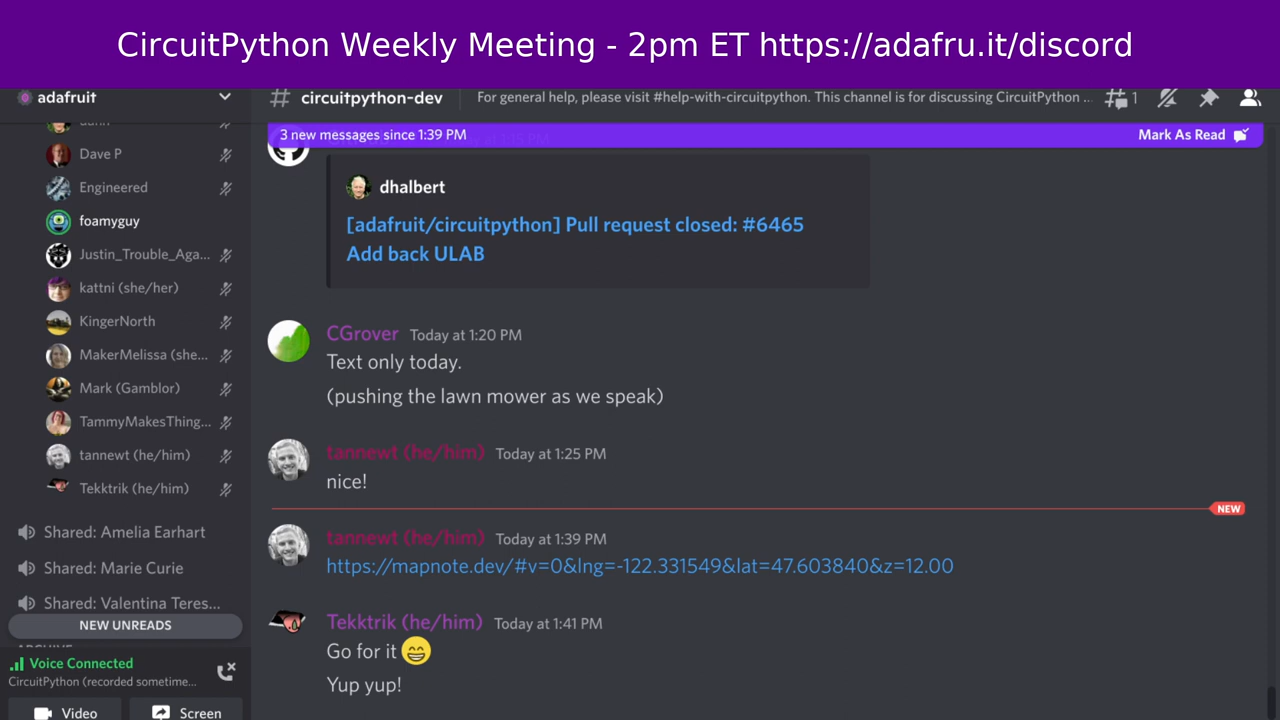 CircuitPython Weekly Meeting - 2pm ET https://adafru.it/discord
adafruit
Dave P
Engineered
foamyguy
Justin_Trouble_Aga...
kattni (she/her)
KingerNorth
MakerMelissa (she...
Mark (Gamblor)
TammyMakesThing...
tannewt (he/him)
Tekktrik (he/him)
Shared: Amelia Earhart
Shared: Marie Curie
Shared: Valentina Teres...
NEW UNREADS
Voice Connected
CircuitPython (recorded sometime...
Video
Screen
# circuitpython-dev
For general help, please visit #help-with-circuitpython. This channel is for discussing CircuitPython ...
1
3 new messages since 1:39 PM
Mark As Read
dhalbert
[adafruit/circuitpython] Pull request closed: #6465
Add back ULAB
CGrover Today at 1:20 PM
Text only today.
(pushing the lawn mower as we speak)
tannewt (he/him) Today at 1:25 PM
nice!
NEW
tannewt (he/him) Today at 1:39 PM
https://mapnote.dev/#v=0&lng=-122.331549&lat=47.603840&z=12.00
Tekktrik (he/him) Today at 1:41 PM
Go for it 😁
Yup yup!